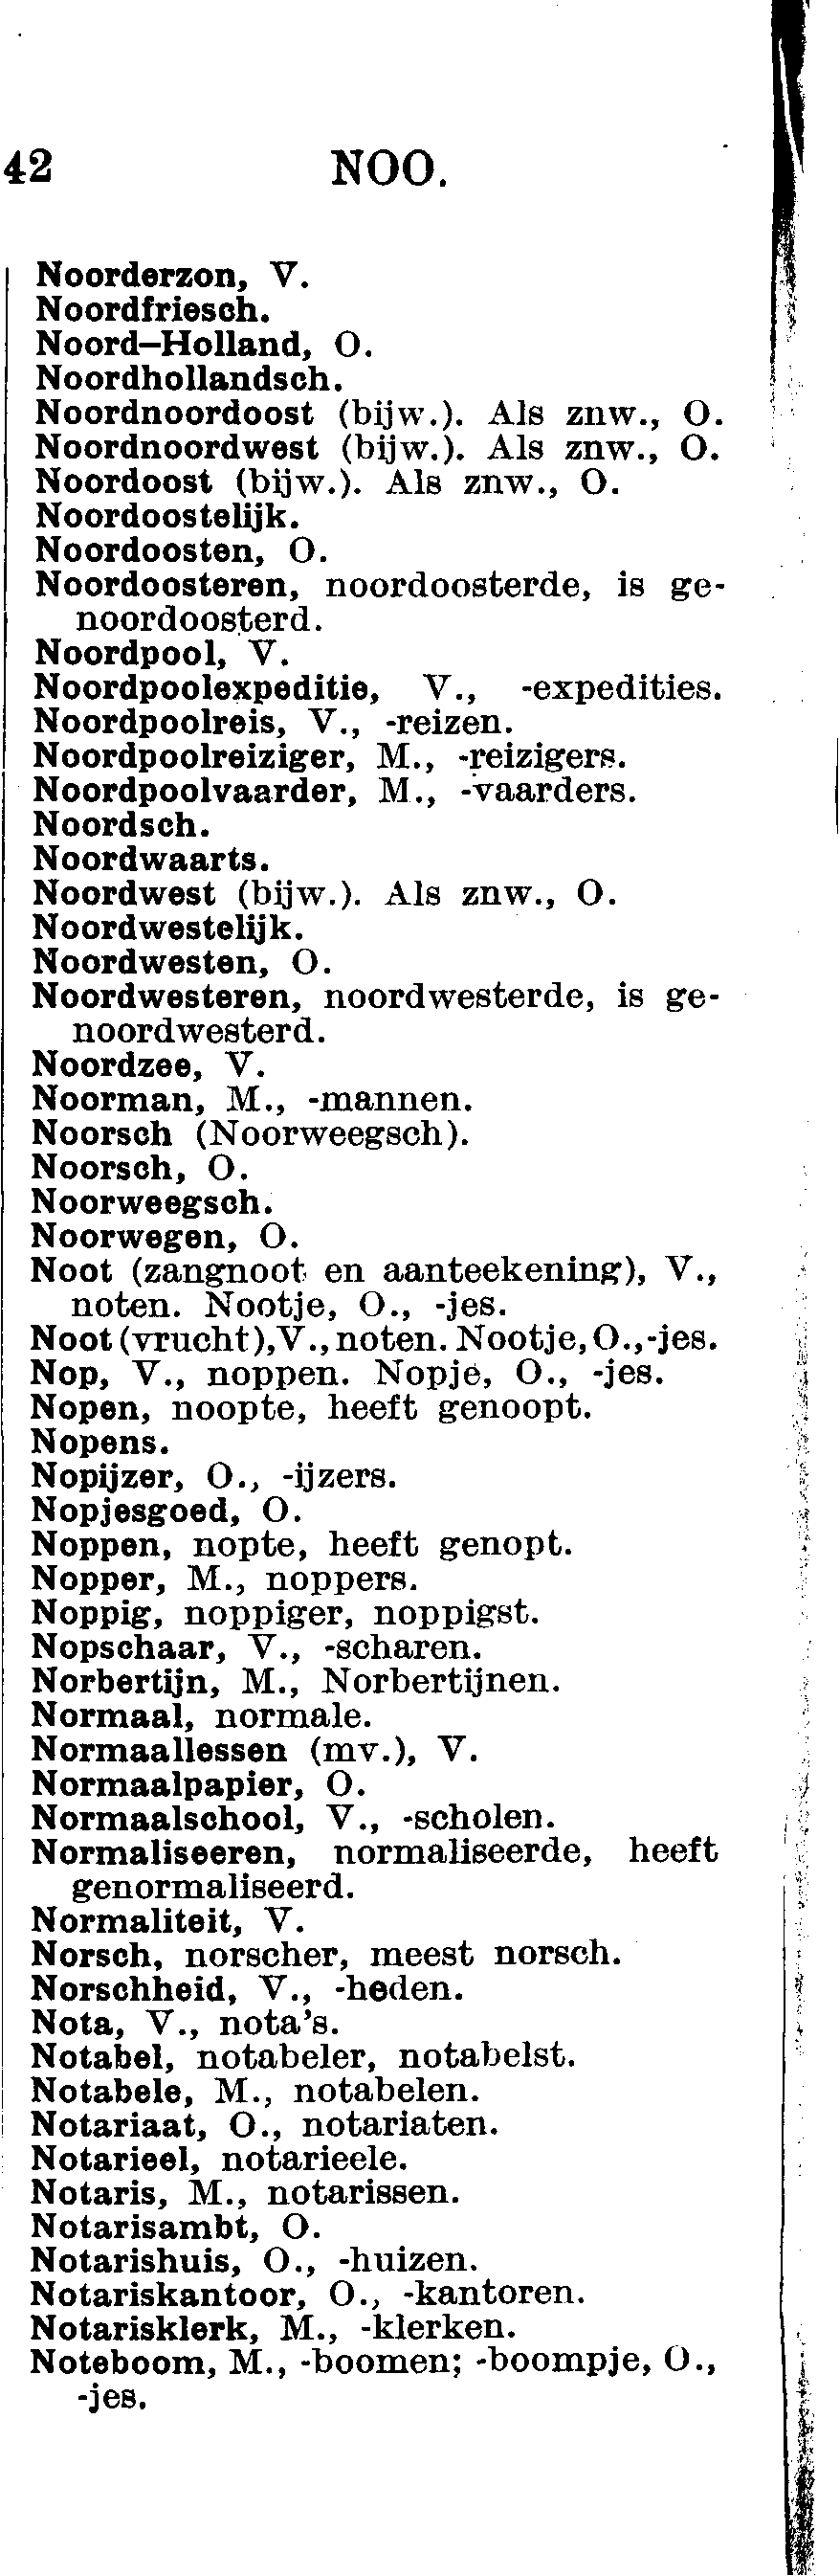 42 NOO.
Noorderzon, V.
Noordfriesch.
Noord-Holland, O.
Noordhollandsch.
Noordnoordoost (bijw.). Als znw., O.
Noordnoordwest (bijw.). Als znw., O.
Noordoost (bijw.). Als znw., O.
Noordoostelijk.
Noordoosten, O.
Noordoosteren, noordoosterde, is ge-
noordoosterd.
Noordpool, V.
Noordpoolexpeditie, V., -expedities.
Noordpoolreis, V., -reizen.
Noordpoolreiziger, M., -reizigers.
Noordpoolvaarder, M., -vaarders.
Noordsch.
Noordwaarts.
Noordwest (bijw.). Als znw., O.
Noordwestelijk.
Noordwesten, O.
Noordwesteren, noordwesterde, is ge-
noordwesterd.
Noordzee, V.
Noorman, M., -mannen.
Noorsch (Noorweegsch).
Noorsch, O.
Noorweegsch.
Noorwegen, O.
Noot (zangnoot en aanteekening), V.,
noten. Nootje, O., -jes.
Noot (vrucht), V., noten. Nootje, O., -jes.
Nop, V., noppen. Nopje, O., -jes.
Nopen, noopte, heeft genoopt.
Nopens.
Nopijzer, O., -ijzers.
Nopjesgoed, O.
Noppen, nopte, heeft genopt.
Nopper, M., noppers.
Noppig, noppiger, noppigst.
Nopschaar, V., -scharen.
Norbertijn, M., Norbertijnen.
Normaal, normale.
Normaallessen (mv.), V.
Normaalpapier, O.
Normaalschool, V., -scholen.
Normaliseeren, normaliseerde, heeft
genormaliseerd.
Normaliteit, V.
Norsch, norscher, meest norsch.
Norschheid, V., -heden.
Nota, V., nota's.
Notabel, notabeler, notabelst.
Notabele, M., notabelen.
Notariaat, O., notariaten.
Notarieel, notarieele.
Notaris, M., notarissen.
Notarisambt, O.
Notarishuis, O., -huizen.
Notariskantoor, O., -kantoren.
Notarisklerk, M., -klerken.
Noteboom, M., -boomen; -boompje, O.,
-jes.